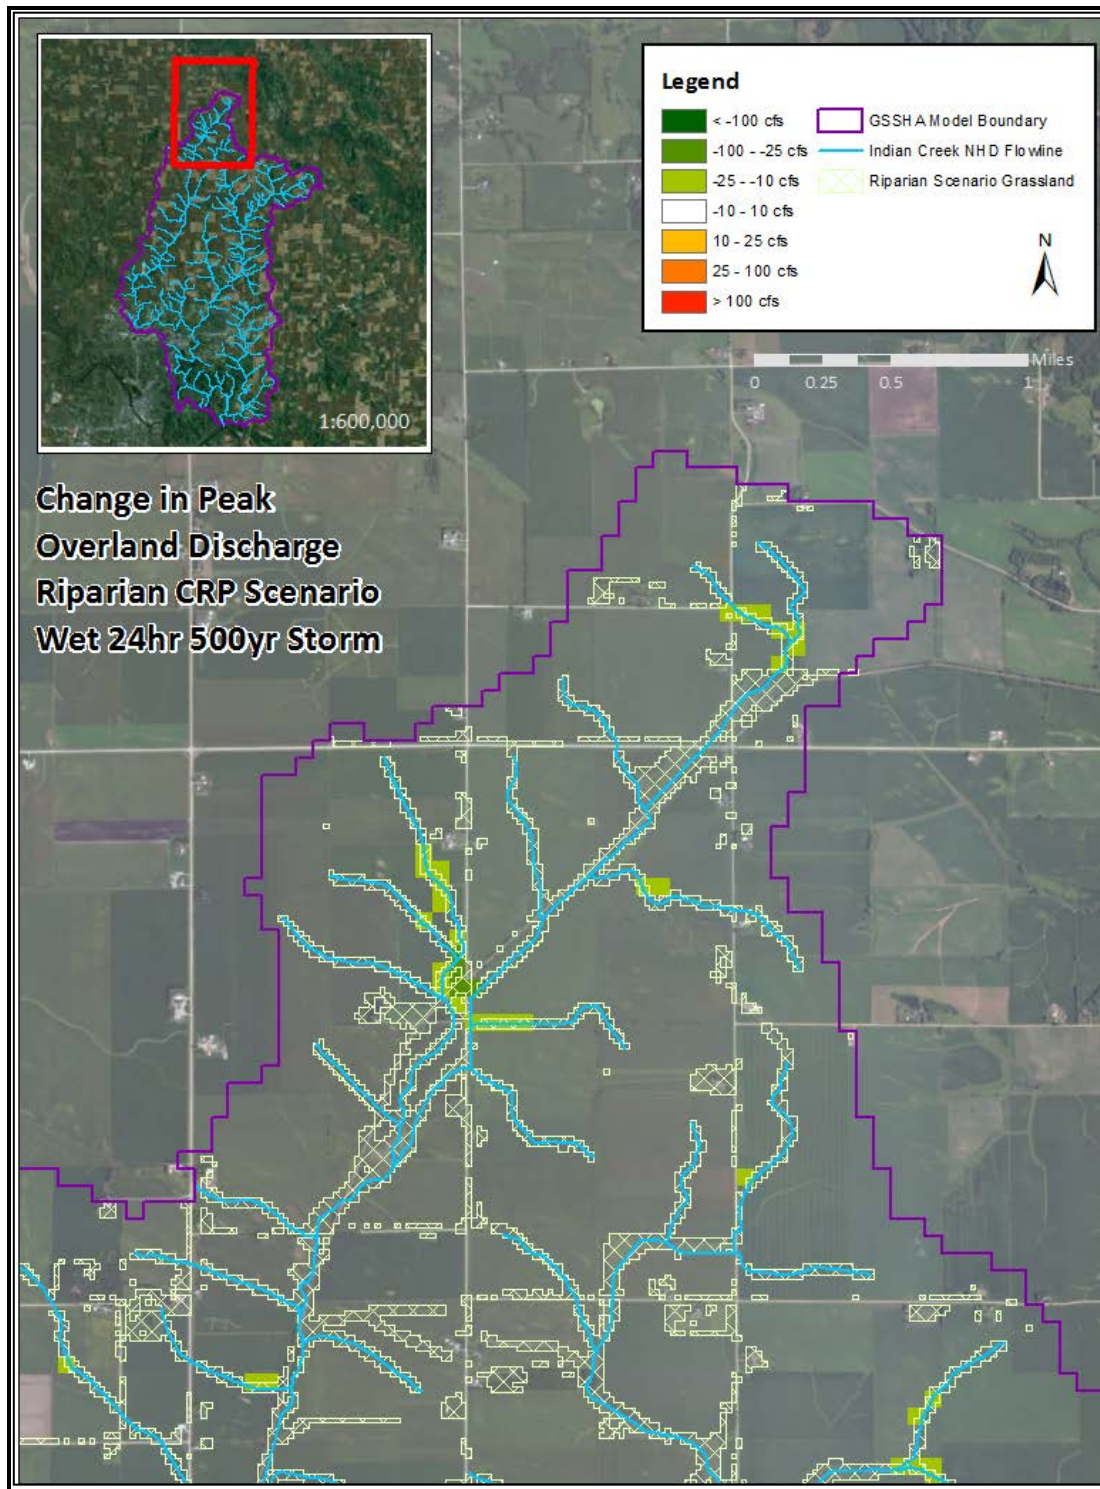 1:600,000
Legend
< -100 cfs
-100 - -25 cfs
-25 - -10 cfs
-10 - 10 cfs
10 - 25 cfs
25 - 100 cfs
> 100 cfs
GSSHA Model Boundary
Indian Creek NHD Flowline
Riparian Scenario Grassland
N
Miles
0 0.25 0.5 1
Change in Peak
Overland Discharge
Riparian CRP Scenario
Wet 24hr 500yr Storm